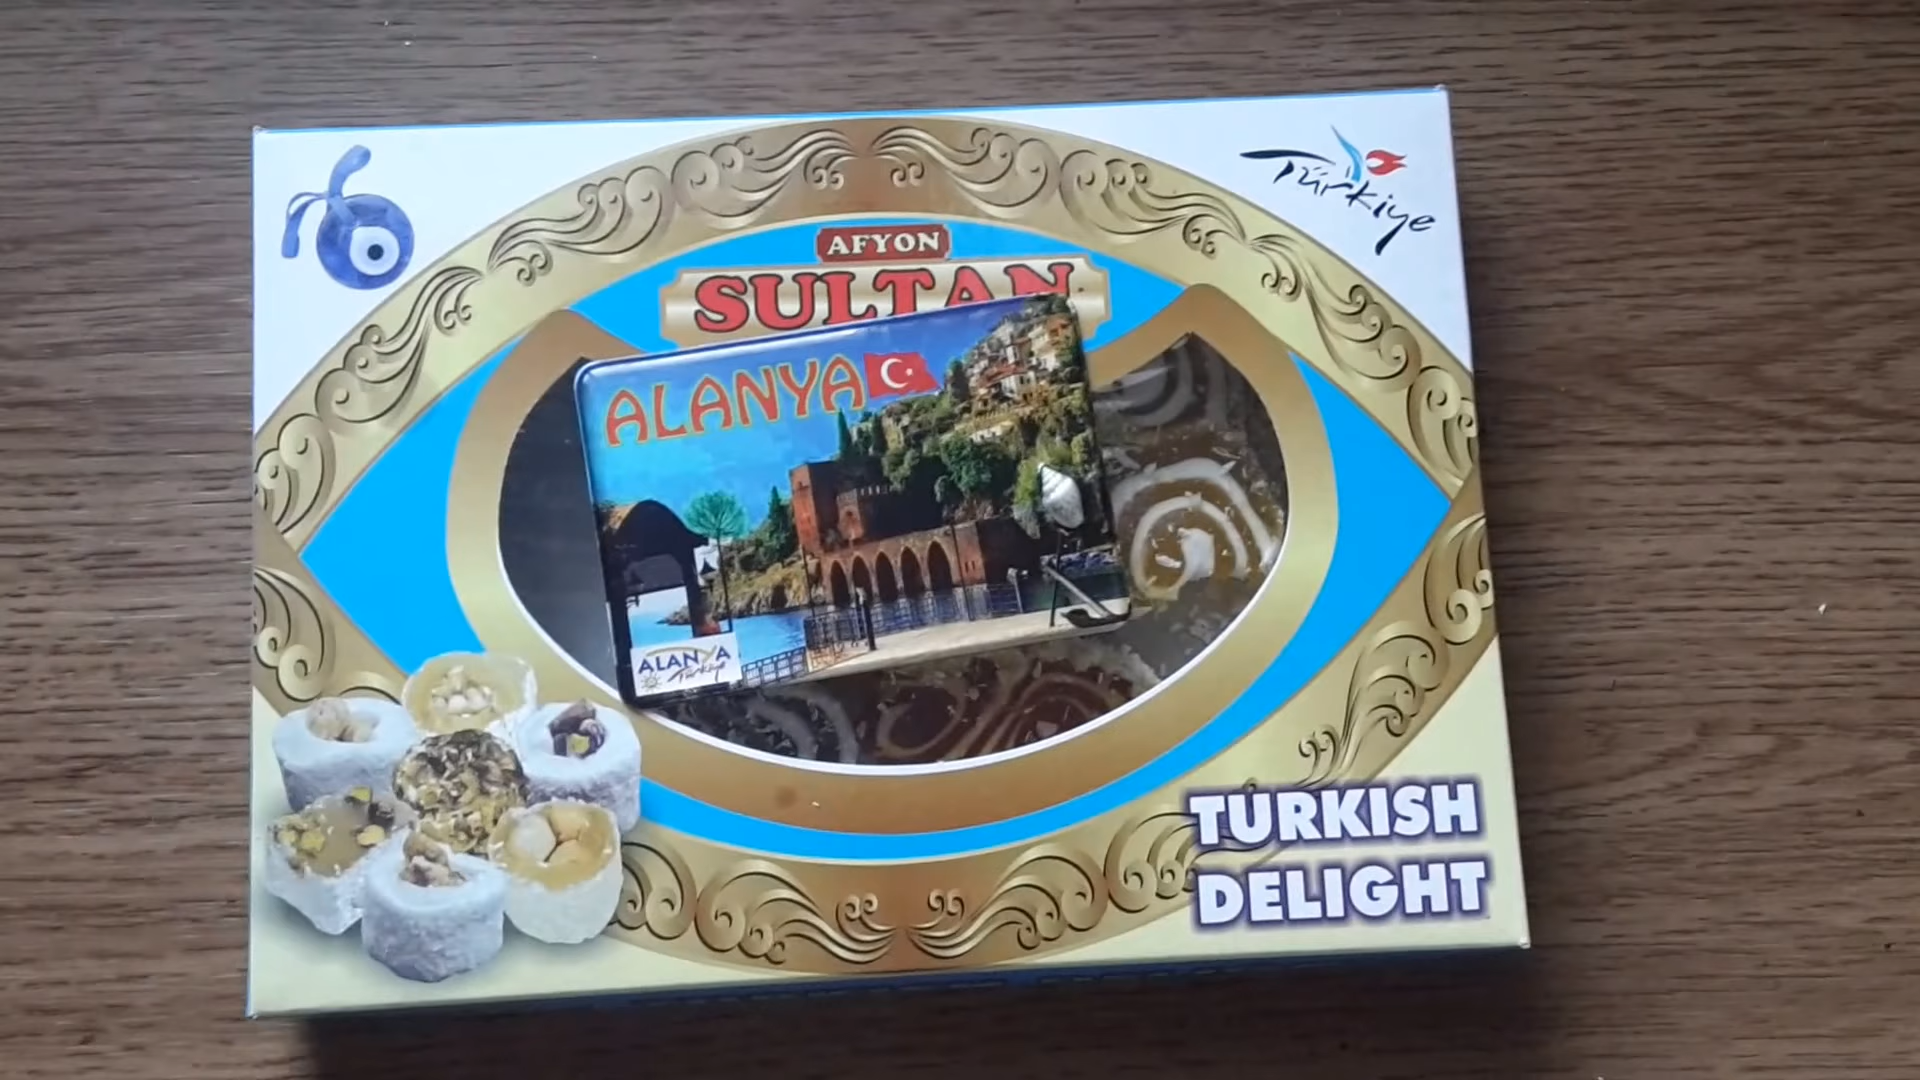 Türkiye
AFYON
SULTAN
ALANYA
ALANYA
Türkiye
TURKISH
DELIGHT